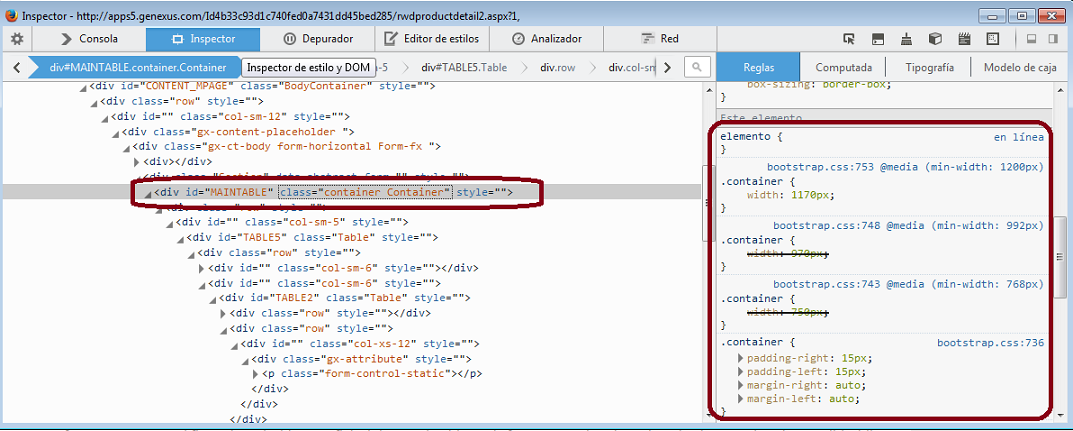 Inspector - http://apps5.genexus.com/Id4b33c93d1c740fed0a7431dd45bed285/rwdproductdetail2.aspx?1,
Consola
Inspector
Depurador
Editor de estilos
Analizador
Red
div#MAINTABLE.container.Container
Inspector de estilo y DOM
-5
div#TABLE5.Table
div.row
div.col-sm
Reglas
Computada
Tipografía
Modelo de caja
<div id="CONTENT_MPAGE" class="BodyContainer" style="">
<div class="row" style="">
<div id="" class="col-sm-12" style="">
<div class="gx-content-placeholder ">
<div class="gx-ct-body form-horizontal Form-fx ">
<div></div>
<div class="Section" data-abstract-form="" style="">
<div id="MAINTABLE" class="container Container" style="">
<div class="row" style="">
<div id="" class="col-sm-5" style="">
<div id="TABLE5" class="Table" style="">
<div class="row" style="">
<div id="" class="col-sm-6" style=""></div>
<div id="" class="col-sm-6" style="">
<div id="TABLE2" class="Table" style="">
<div class="row" style=""></div>
<div class="row" style="">
<div id="" class="col-xs-12" style="">
<div class="gx-attribute" style="">
<p class="form-control-static"></p>
</div>
</div>
</div>
box-sizing: border-box;
}
Este elemento
elemento {
en línea
}
bootstrap.css:753 @media (min-width: 1200px)
.container {
width: 1170px;
}
bootstrap.css:748 @media (min-width: 992px)
.container {
width: 970px;
}
bootstrap.css:743 @media (min-width: 768px)
.container {
width: 750px;
}
.container {
bootstrap.css:736
padding-right: 15px;
padding-left: 15px;
margin-right: auto;
margin-left: auto;
}